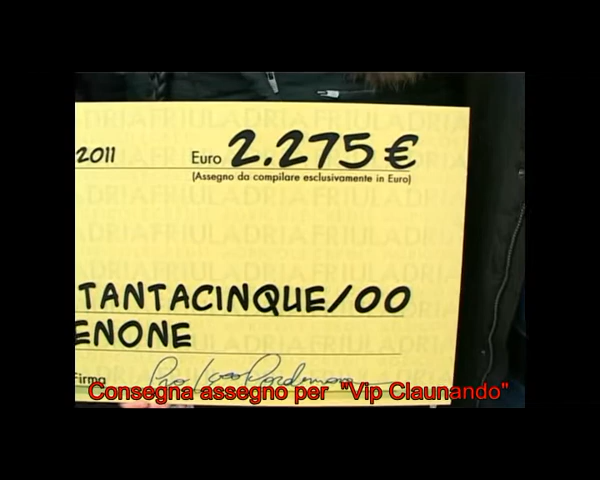 2011 Euro 2.275 €
(Assegno da compilare esclusivamente in Euro)
TANTACINQUE/00
ENONE
Firma
Consegna assegno per "Vip Claunando"